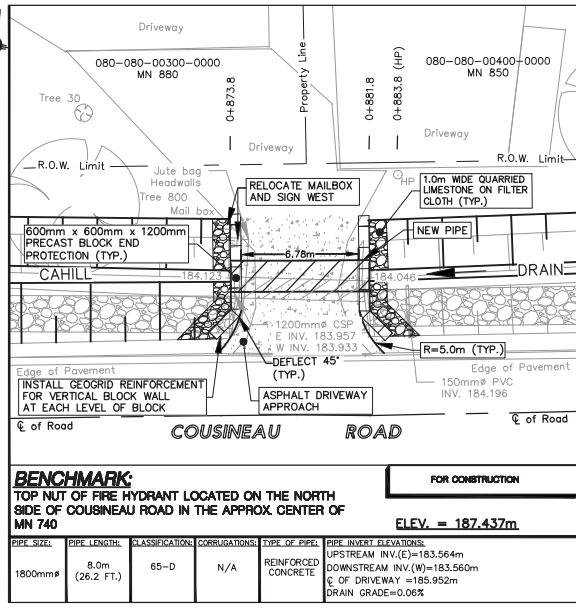 Driveway
080-080-00300-0000
MN 880
080-080-00400-0000
MN 850
Tree 30
0+873.8
Property Line
0+881.8
0+883.8 (HP)
Driveway
Driveway
R.O.W. Limit
R.O.W. Limit
Jute bag
Headwalls
Tree 800
Mail box
HP
RELOCATE MAILBOX
AND SIGN WEST
1.0m WIDE QUARRIED
LIMESTONE ON FILTER
CLOTH (TYP.)
600mm x 600mm x 1200mm
PRECAST BLOCK END
PROTECTION (TYP.)
NEW PIPE
6.78m
CAHILL
184.123
184.046
DRAIN
1200mmø CSP
E INV. 183.957
W INV. 183.933
DEFLECT 45°
(TYP.)
R=5.0m (TYP.)
Edge of Pavement
Edge of Pavement
INSTALL GEOGRID REINFORCEMENT
FOR VERTICAL BLOCK WALL
AT EACH LEVEL OF BLOCK
ASPHALT DRIVEWAY
APPROACH
150mmø PVC
INV. 184.196
℄ of Road
℄ of Road
COUSINEAU ROAD
BENCHMARK:
TOP NUT OF FIRE HYDRANT LOCATED ON THE NORTH
SIDE OF COUSINEAU ROAD IN THE APPROX. CENTER OF
MN 740
FOR CONSTRUCTION
ELEV. = 187.437m
PIPE SIZE:
1800mmø
PIPE LENGTH:
8.0m
(26.2 FT.)
CLASSIFICATION:
65-D
CORRUGATIONS:
N/A
TYPE OF PIPE:
REINFORCED
CONCRETE
PIPE INVERT ELEVATIONS:
UPSTREAM INV.(E)=183.564m
DOWNSTREAM INV.(W)=183.560m
℄ OF DRIVEWAY =185.952m
DRAIN GRADE=0.06%